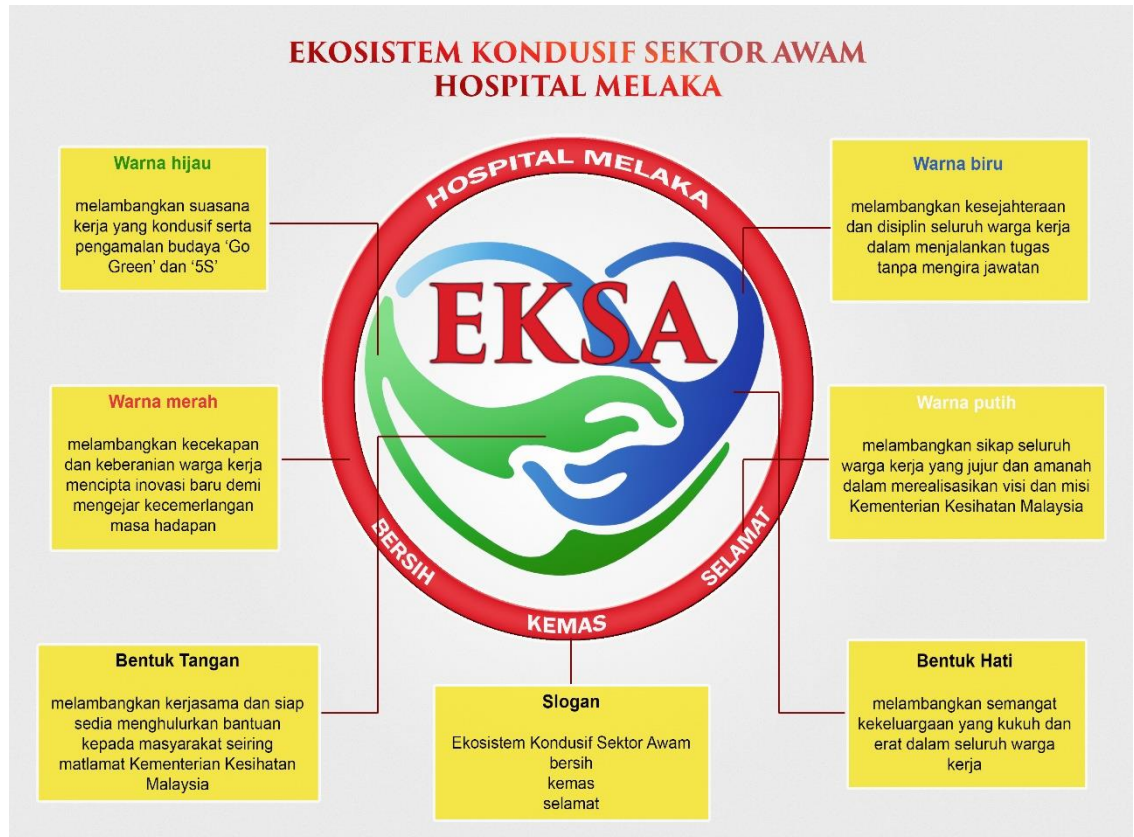 EKOSISTEM KONDUSIF SEKTOR AWAM
HOSPITAL MELAKA
Warna hijau
melambangkan suasana
kerja yang kondusif serta
pengamalan budaya ‘Go
Green’ dan ‘5S’
Warna biru
melambangkan kesejahteraan
dan disiplin seluruh warga kerja
dalam menjalankan tugas
tanpa mengira jawatan
HOSPITAL MELAKA
EKSA
BERSIH
KEMAS
SELAMAT
Warna merah
melambangkan kecekapan
dan keberanian warga kerja
mencipta inovasi baru demi
mengejar kecemerlangan
masa hadapan
Warna putih
melambangkan sikap seluruh
warga kerja yang jujur dan amanah
dalam merealisasikan visi dan misi
Kementerian Kesihatan Malaysia
Bentuk Tangan
melambangkan kerjasama dan siap
sedia menghulurkan bantuan
kepada masyarakat seiring
matlamat Kementerian Kesihatan
Malaysia
Slogan
Ekosistem Kondusif Sektor Awam
bersih
kemas
selamat
Bentuk Hati
melambangkan semangat
kekeluargaan yang kukuh dan
erat dalam seluruh warga
kerja